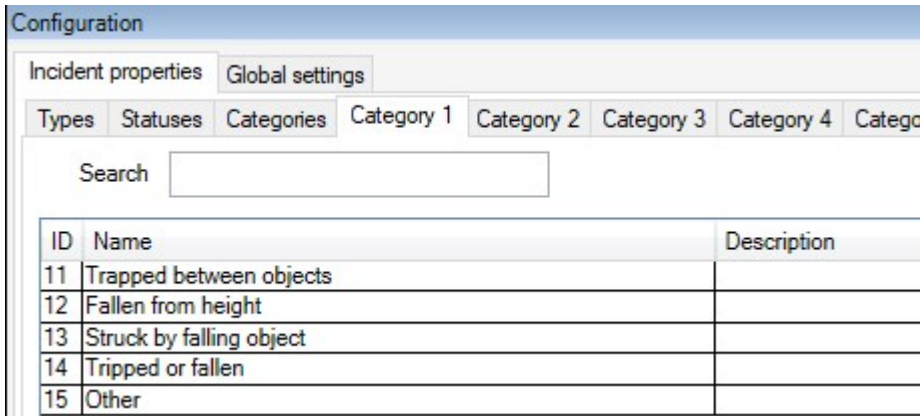 Configuration
Incident properties Global settings
Types Statuses Categories Category 1 Category 2 Category 3 Category 4 Catego
Search
ID Name Description
11 Trapped between objects
12 Fallen from height
13 Struck by falling object
14 Tripped or fallen
15 Other